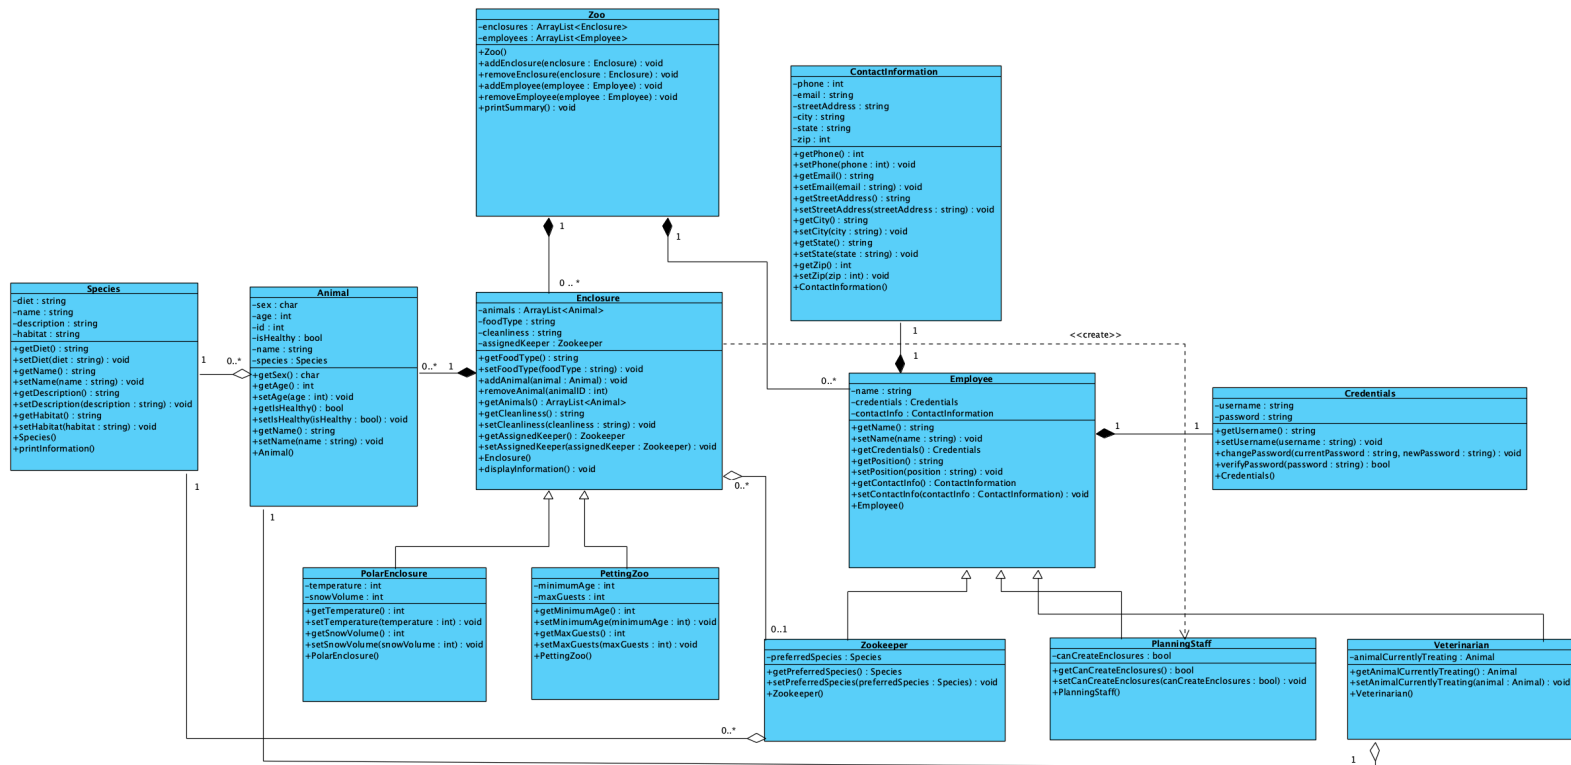 Zoo
-enclosures : ArrayList<Enclosure>
-employees : ArrayList<Employee>
+Zoo()
+addEnclosure(enclosure : Enclosure) : void
+removeEnclosure(enclosure : Enclosure) : void
+addEmployee(employee : Employee) : void
+removeEmployee(employee : Employee) : void
+printSummary() : void
1
1
0 .. *
0..*
ContactInformation
-phone : int
-email : string
-streetAddress : string
-city : string
-state : string
-zip : int
+getPhone() : int
+setPhone(phone : int) : void
+getEmail() : string
+setEmail(email : string) : void
+getStreetAddress() : string
+setStreetAddress(streetAddress : string) : void
+getCity() : string
+setCity(city : string) : void
+getState() : string
+setState(state : string) : void
+getZip() : int
+setZip(zip : int) : void
+ContactInformation()
1
1
<<create>>
Species
-diet : string
-name : string
-description : string
-habitat : string
+getDiet() : string
+setDiet(diet : string) : void
+getName() : string
+setName(name : string) : void
+getDescription() : string
+setDescription(description : string) : void
+getHabitat() : string
+setHabitat(habitat : string) : void
+Species()
+printInformation()
1
0..*
1
Animal
-sex : char
-age : int
-id : int
-isHealthy : bool
-name : string
-species : Species
+getSex() : char
+getAge() : int
+setAge(age : int) : void
+getIsHealthy() : bool
+setIsHealthy(isHealthy : bool) : void
+getName() : string
+setName(name : string) : void
+Animal()
0..*
1
1
Enclosure
-animals : ArrayList<Animal>
-foodType : string
-cleanliness : string
-assignedKeeper : Zookeeper
+getFoodType() : string
+setFoodType(foodType : string) : void
+addAnimal(animal : Animal) : void
+removeAnimal(animalID : int)
+getAnimals() : ArrayList<Animal>
+getCleanliness() : string
+setCleanliness(cleanliness : string) : void
+getAssignedKeeper() : Zookeeper
+setAssignedKeeper(assignedKeeper : Zookeeper) : void
+Enclosure()
+displayInformation() : void
0..*
0..1
Employee
-name : string
-credentials : Credentials
-contactInfo : ContactInformation
+getName() : string
+setName(name : string) : void
+getCredentials() : Credentials
+getPosition() : string
+setPosition(position : string) : void
+getContactInfo() : ContactInformation
+setContactInfo(contactInfo : ContactInformation) : void
+Employee()
1
1
Credentials
-username : string
-password : string
+getUsername() : string
+setUsername(username : string) : void
+changePassword(currentPassword : string, newPassword : string) : void
+verifyPassword(password : string) : bool
+Credentials()
PolarEnclosure
-temperature : int
-snowVolume : int
+getTemperature() : int
+setTemperature(temperature : int) : void
+getSnowVolume() : int
+setSnowVolume(snowVolume : int) : void
+PolarEnclosure()
PettingZoo
-minimumAge : int
-maxGuests : int
+getMinimumAge() : int
+setMinimumAge(minimumAge : int) : void
+getMaxGuests() : int
+setMaxGuests(maxGuests : int) : void
+PettingZoo()
Zookeeper
-preferredSpecies : Species
+getPreferredSpecies() : Species
+setPreferredSpecies(preferredSpecies : Species) : void
+Zookeeper()
0..*
PlanningStaff
-canCreateEnclosures : bool
+getCanCreateEnclosures() : bool
+setCanCreateEnclosures(canCreateEnclosures : bool) : void
+PlanningStaff()
Veterinarian
-animalCurrentlyTreating : Animal
+getAnimalCurrentlyTreating() : Animal
+setAnimalCurrentlyTreating(animal : Animal) : void
+Veterinarian()
1